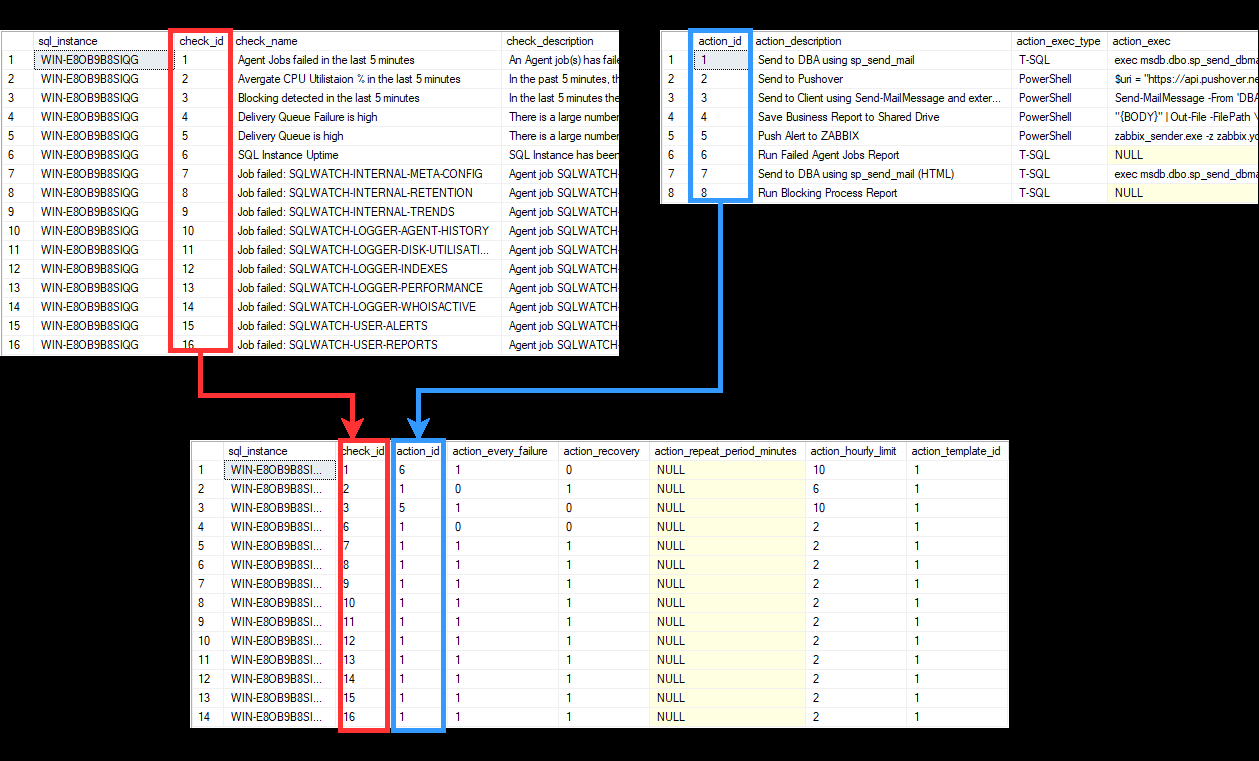 sql_instance check_id check_name check_description
1 WIN-E8OB9B8SIQG 1 Agent Jobs failed in the last 5 minutes An Agent job(s) has faile
2 WIN-E8OB9B8SIQG 2 Avergate CPU Utilistaion % in the last 5 minutes In the past 5 minutes, th
3 WIN-E8OB9B8SIQG 3 Blocking detected in the last 5 minutes In the last 5 minutes the
4 WIN-E8OB9B8SIQG 4 Delivery Queue Failure is high There is a large number
5 WIN-E8OB9B8SIQG 5 Delivery Queue is high There is a large number
6 WIN-E8OB9B8SIQG 6 SQL Instance Uptime SQL Instance has been
7 WIN-E8OB9B8SIQG 7 Job failed: SQLWATCH-INTERNAL-META-CONFIG Agent job SQLWATCH-
8 WIN-E8OB9B8SIQG 8 Job failed: SQLWATCH-INTERNAL-RETENTION Agent job SQLWATCH-
9 WIN-E8OB9B8SIQG 9 Job failed: SQLWATCH-INTERNAL-TRENDS Agent job SQLWATCH-
10 WIN-E8OB9B8SIQG 10 Job failed: SQLWATCH-LOGGER-AGENT-HISTORY Agent job SQLWATCH-
11 WIN-E8OB9B8SIQG 11 Job failed: SQLWATCH-LOGGER-DISK-UTILISATI... Agent job SQLWATCH-
12 WIN-E8OB9B8SIQG 12 Job failed: SQLWATCH-LOGGER-INDEXES Agent job SQLWATCH-
13 WIN-E8OB9B8SIQG 13 Job failed: SQLWATCH-LOGGER-PERFORMANCE Agent job SQLWATCH-
14 WIN-E8OB9B8SIQG 14 Job failed: SQLWATCH-LOGGER-WHOISACTIVE Agent job SQLWATCH-
15 WIN-E8OB9B8SIQG 15 Job failed: SQLWATCH-USER-ALERTS Agent job SQLWATCH-
16 WIN-E8OB9B8SIQG 16 Job failed: SQLWATCH-USER-REPORTS Agent job SQLWATCH-
action_id action_description action_exec_type action_exec
1 1 Send to DBA using sp_send_mail T-SQL exec msdb.dbo.sp_send_dbma
2 2 Send to Pushover PowerShell $uri = "https://api.pushover.ne
3 3 Send to Client using Send-MailMessage and exter... PowerShell Send-MailMessage -From 'DBA
4 4 Save Business Report to Shared Drive PowerShell "{BODY}" | Out-File -FilePath \
5 5 Push Alert to ZABBIX PowerShell zabbix_sender.exe -z zabbix.yo
6 6 Run Failed Agent Jobs Report T-SQL NULL
7 7 Send to DBA using sp_send_mail (HTML) T-SQL exec msdb.dbo.sp_send_dbma
8 8 Run Blocking Process Report T-SQL NULL
sql_instance check_id action_id action_every_failure action_recovery action_repeat_period_minutes action_hourly_limit action_template_id
1 WIN-E8OB9B8SI... 1 6 1 0 NULL 10 1
2 WIN-E8OB9B8SI... 2 1 0 1 NULL 6 1
3 WIN-E8OB9B8SI... 3 5 1 0 NULL 10 1
4 WIN-E8OB9B8SI... 6 1 0 0 NULL 2 1
5 WIN-E8OB9B8SI... 7 1 1 1 NULL 2 1
6 WIN-E8OB9B8SI... 8 1 1 1 NULL 2 1
7 WIN-E8OB9B8SI... 9 1 1 1 NULL 2 1
8 WIN-E8OB9B8SI... 10 1 1 1 NULL 2 1
9 WIN-E8OB9B8SI... 11 1 1 1 NULL 2 1
10 WIN-E8OB9B8SI... 12 1 1 1 NULL 2 1
11 WIN-E8OB9B8SI... 13 1 1 1 NULL 2 1
12 WIN-E8OB9B8SI... 14 1 1 1 NULL 2 1
13 WIN-E8OB9B8SI... 15 1 1 1 NULL 2 1
14 WIN-E8OB9B8SI... 16 1 1 1 NULL 2 1